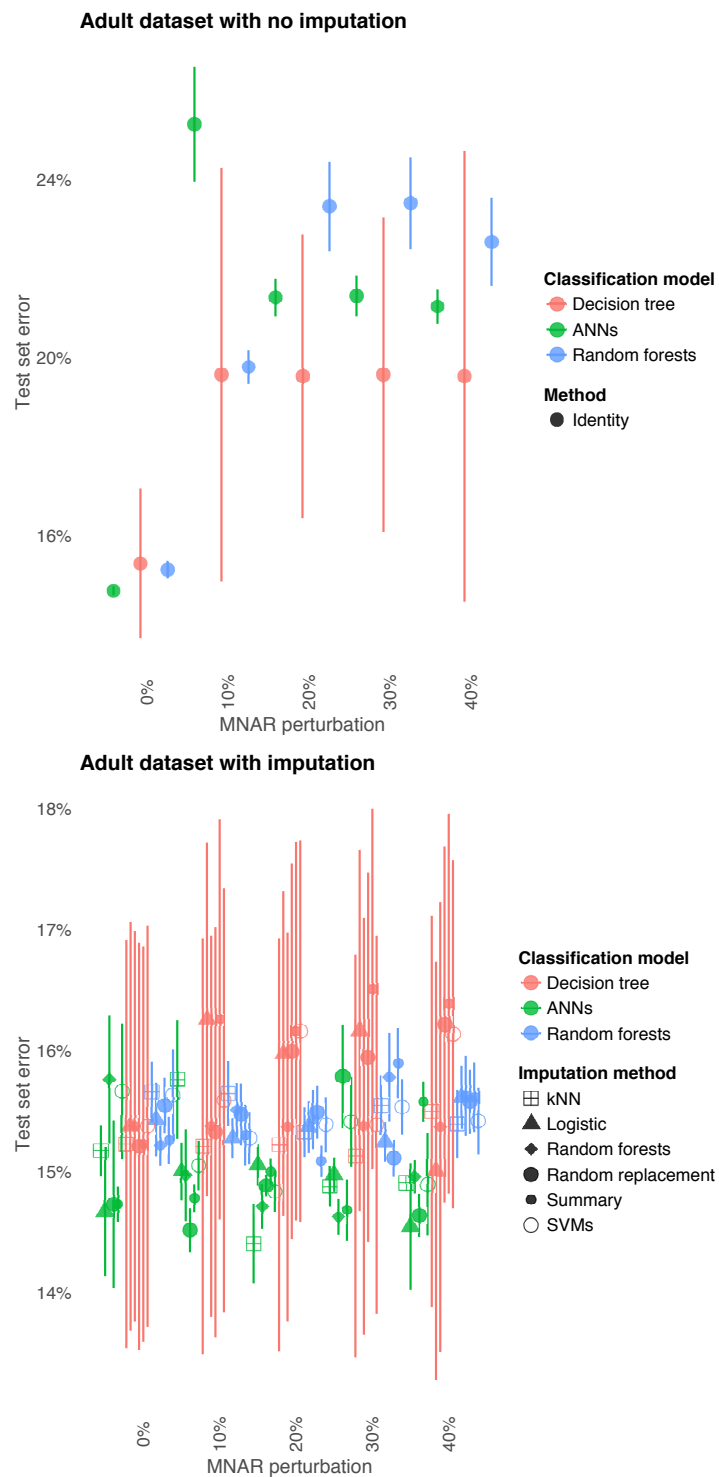 Adult dataset with no imputation
24%
20%
16%
Test set error
0%
10%
20%
30%
40%
MNAR perturbation
Classification model
Decision tree
ANNs
Random forests
Method
Identity
Adult dataset with imputation
18%
17%
16%
15%
14%
Test set error
0%
10%
20%
30%
40%
MNAR perturbation
Classification model
Decision tree
ANNs
Random forests
Imputation method
kNN
Logistic
Random forests
Random replacement
Summary
SVMs